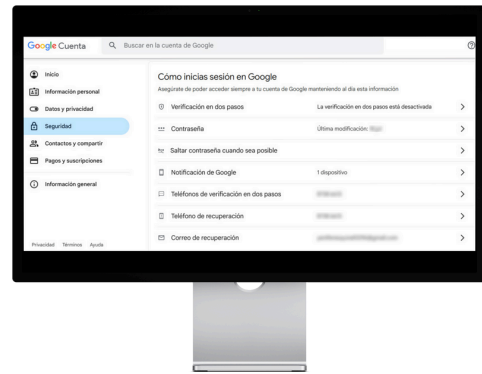 Google Cuenta
Buscar en la cuenta de Google
Inicio
Información personal
Datos y privacidad
Seguridad
Contactos y compartir
Pagos y suscripciones
Información general
Privacidad Términos Ayuda
Cómo inicias sesión en Google
Asegúrate de poder acceder siempre a tu cuenta de Google manteniendo al día esta información
Verificación en dos pasos La verificación en dos pasos está desactivada
Contraseña Última modificación:
Saltar contraseña cuando sea posible
Notificación de Google 1 dispositivo
Teléfonos de verificación en dos pasos
Teléfono de recuperación
Correo de recuperación